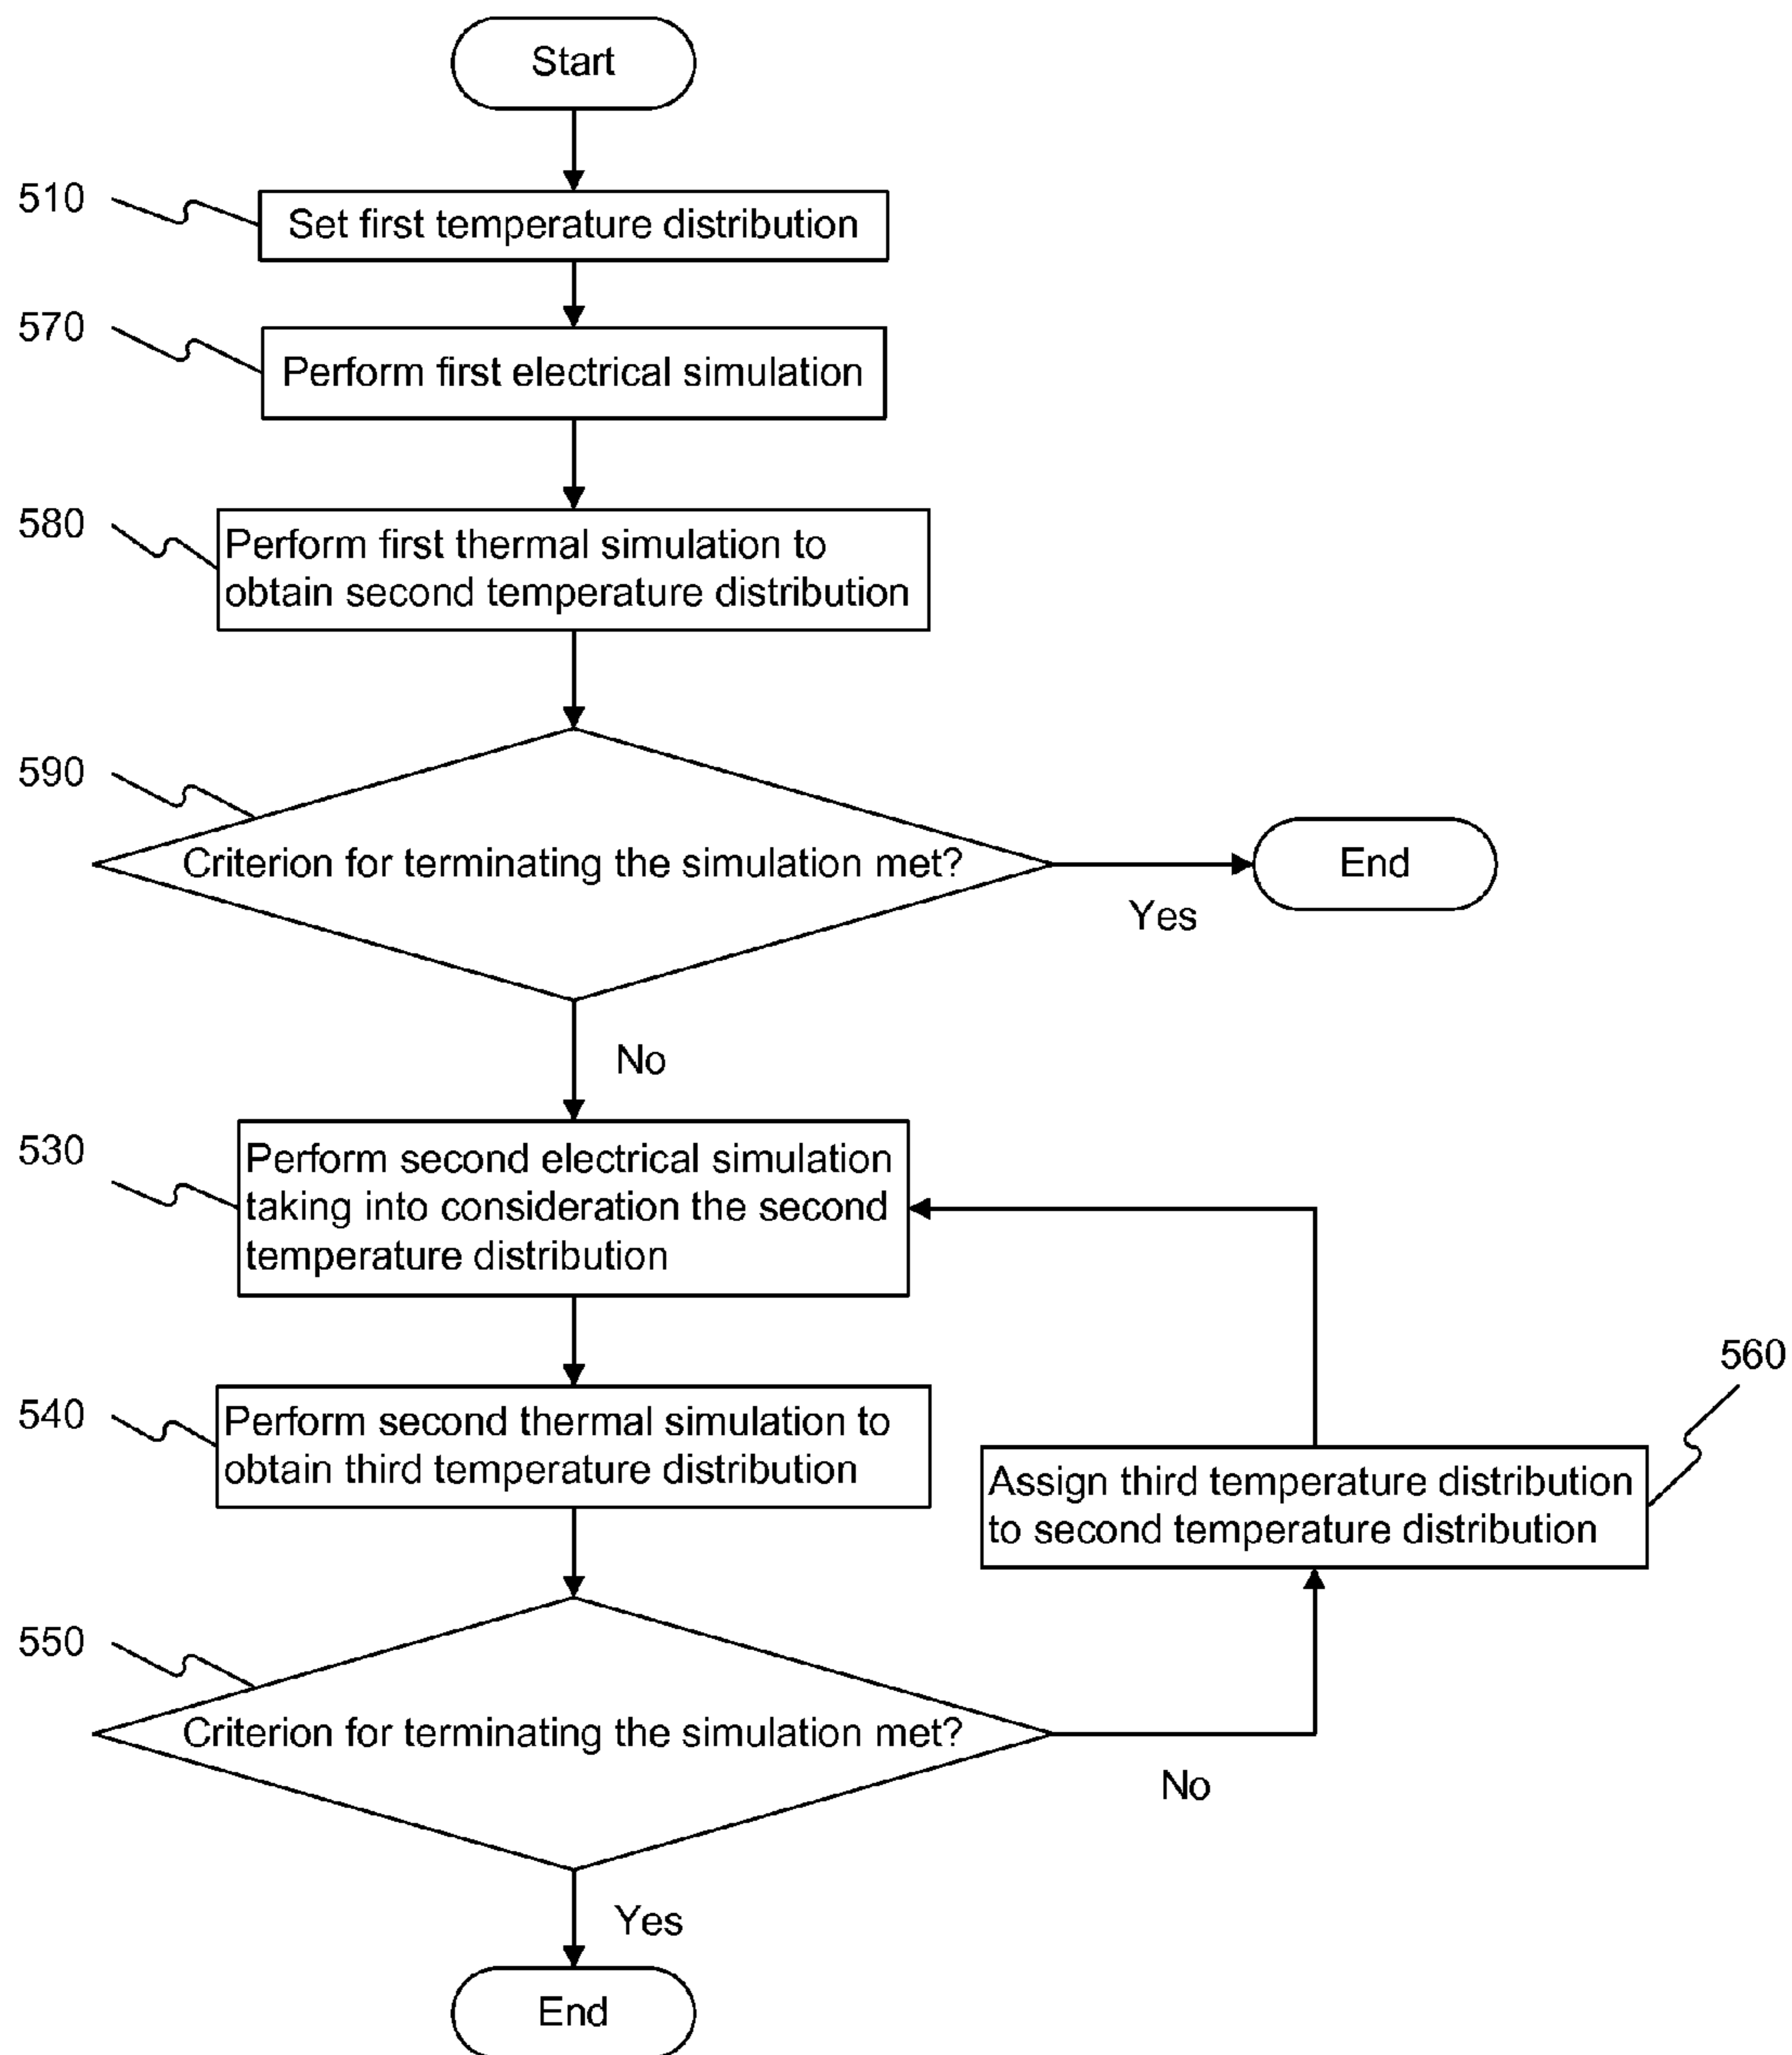 Start
510
Set first temperature distribution
570
Perform first electrical simulation
580
Perform first thermal simulation to
obtain second temperature distribution
590
Criterion for terminating the simulation met?
End
Yes
No
530
Perform second electrical simulation
taking into consideration the second
temperature distribution
560
540
Perform second thermal simulation to
obtain third temperature distribution
Assign third temperature distribution
to second temperature distribution
550
Criterion for terminating the simulation met?
No
Yes
End